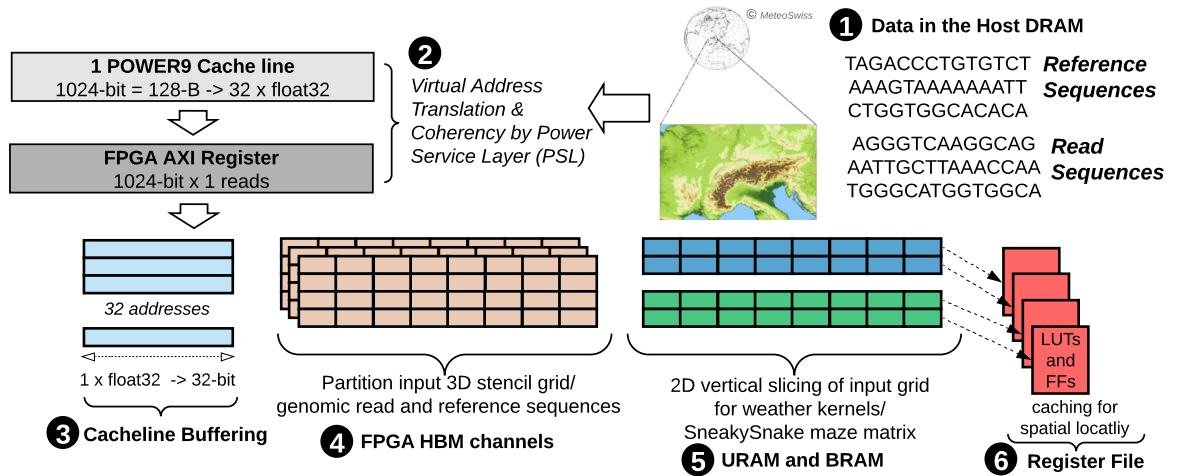 © MeteoSwiss
1 Data in the Host DRAM
TAGACCCTGTGTCT
AAAGTAAAAAAATT
CTGGTGGCACACA
Reference
Sequences
AGGGTCAAGGCAG
AATTGCTTAAACCAA
TGGGCATGGTGGCA
Read
Sequences
2
Virtual Address
Translation &
Coherency by Power
Service Layer (PSL)
1 POWER9 Cache line
1024-bit = 128-B -> 32 x float32
FPGA AXI Register
1024-bit x 1 reads
32 addresses
1 x float32 -> 32-bit
3 Cacheline Buffering
Partition input 3D stencil grid/
genomic read and reference sequences
4 FPGA HBM channels
2D vertical slicing of input grid
for weather kernels/
SneakySnake maze matrix
5 URAM and BRAM
LUTs
and
FFs
caching for
spatial locatliy
6 Register File